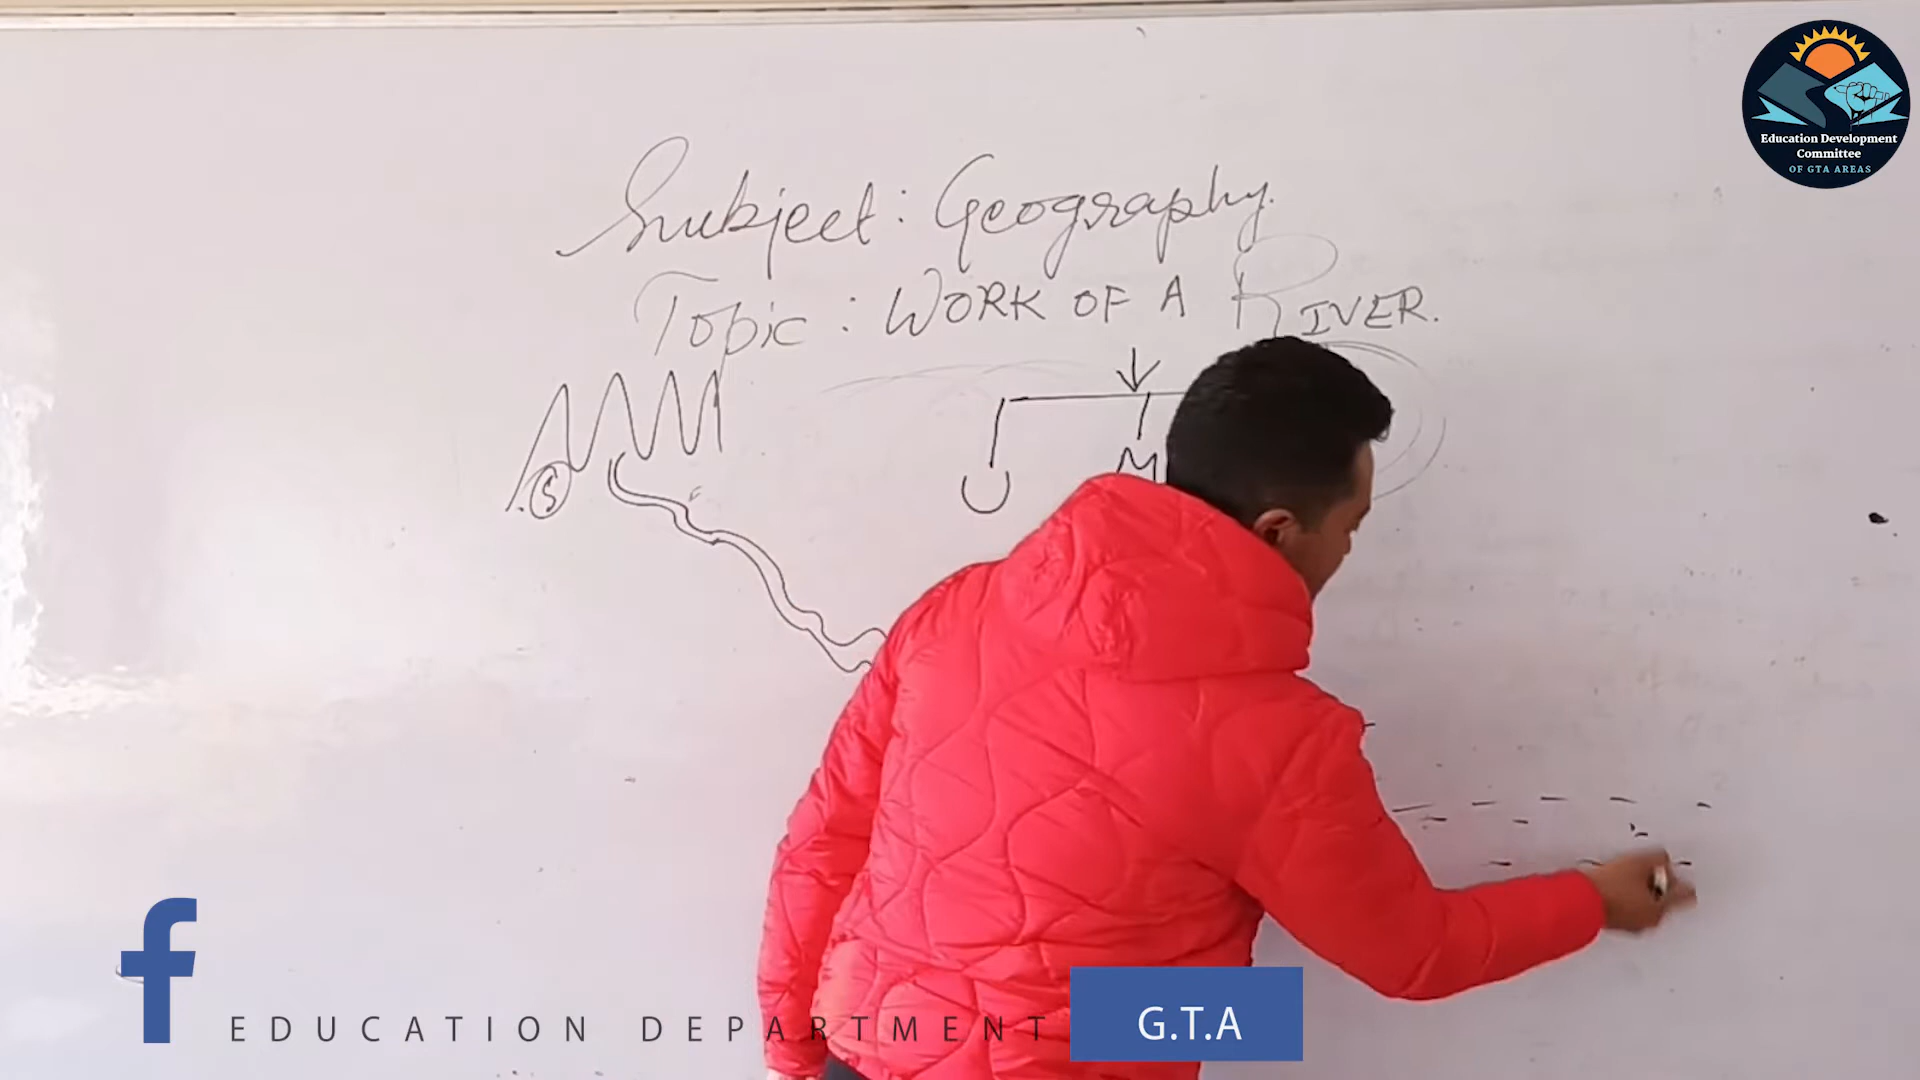 Education Development
Committee
OF GTA AREAS
Subject: Geography.
Topic: WORK OF A RIVER.
S
U
M
f
EDUCATION DEPARTMENT
G.T.A